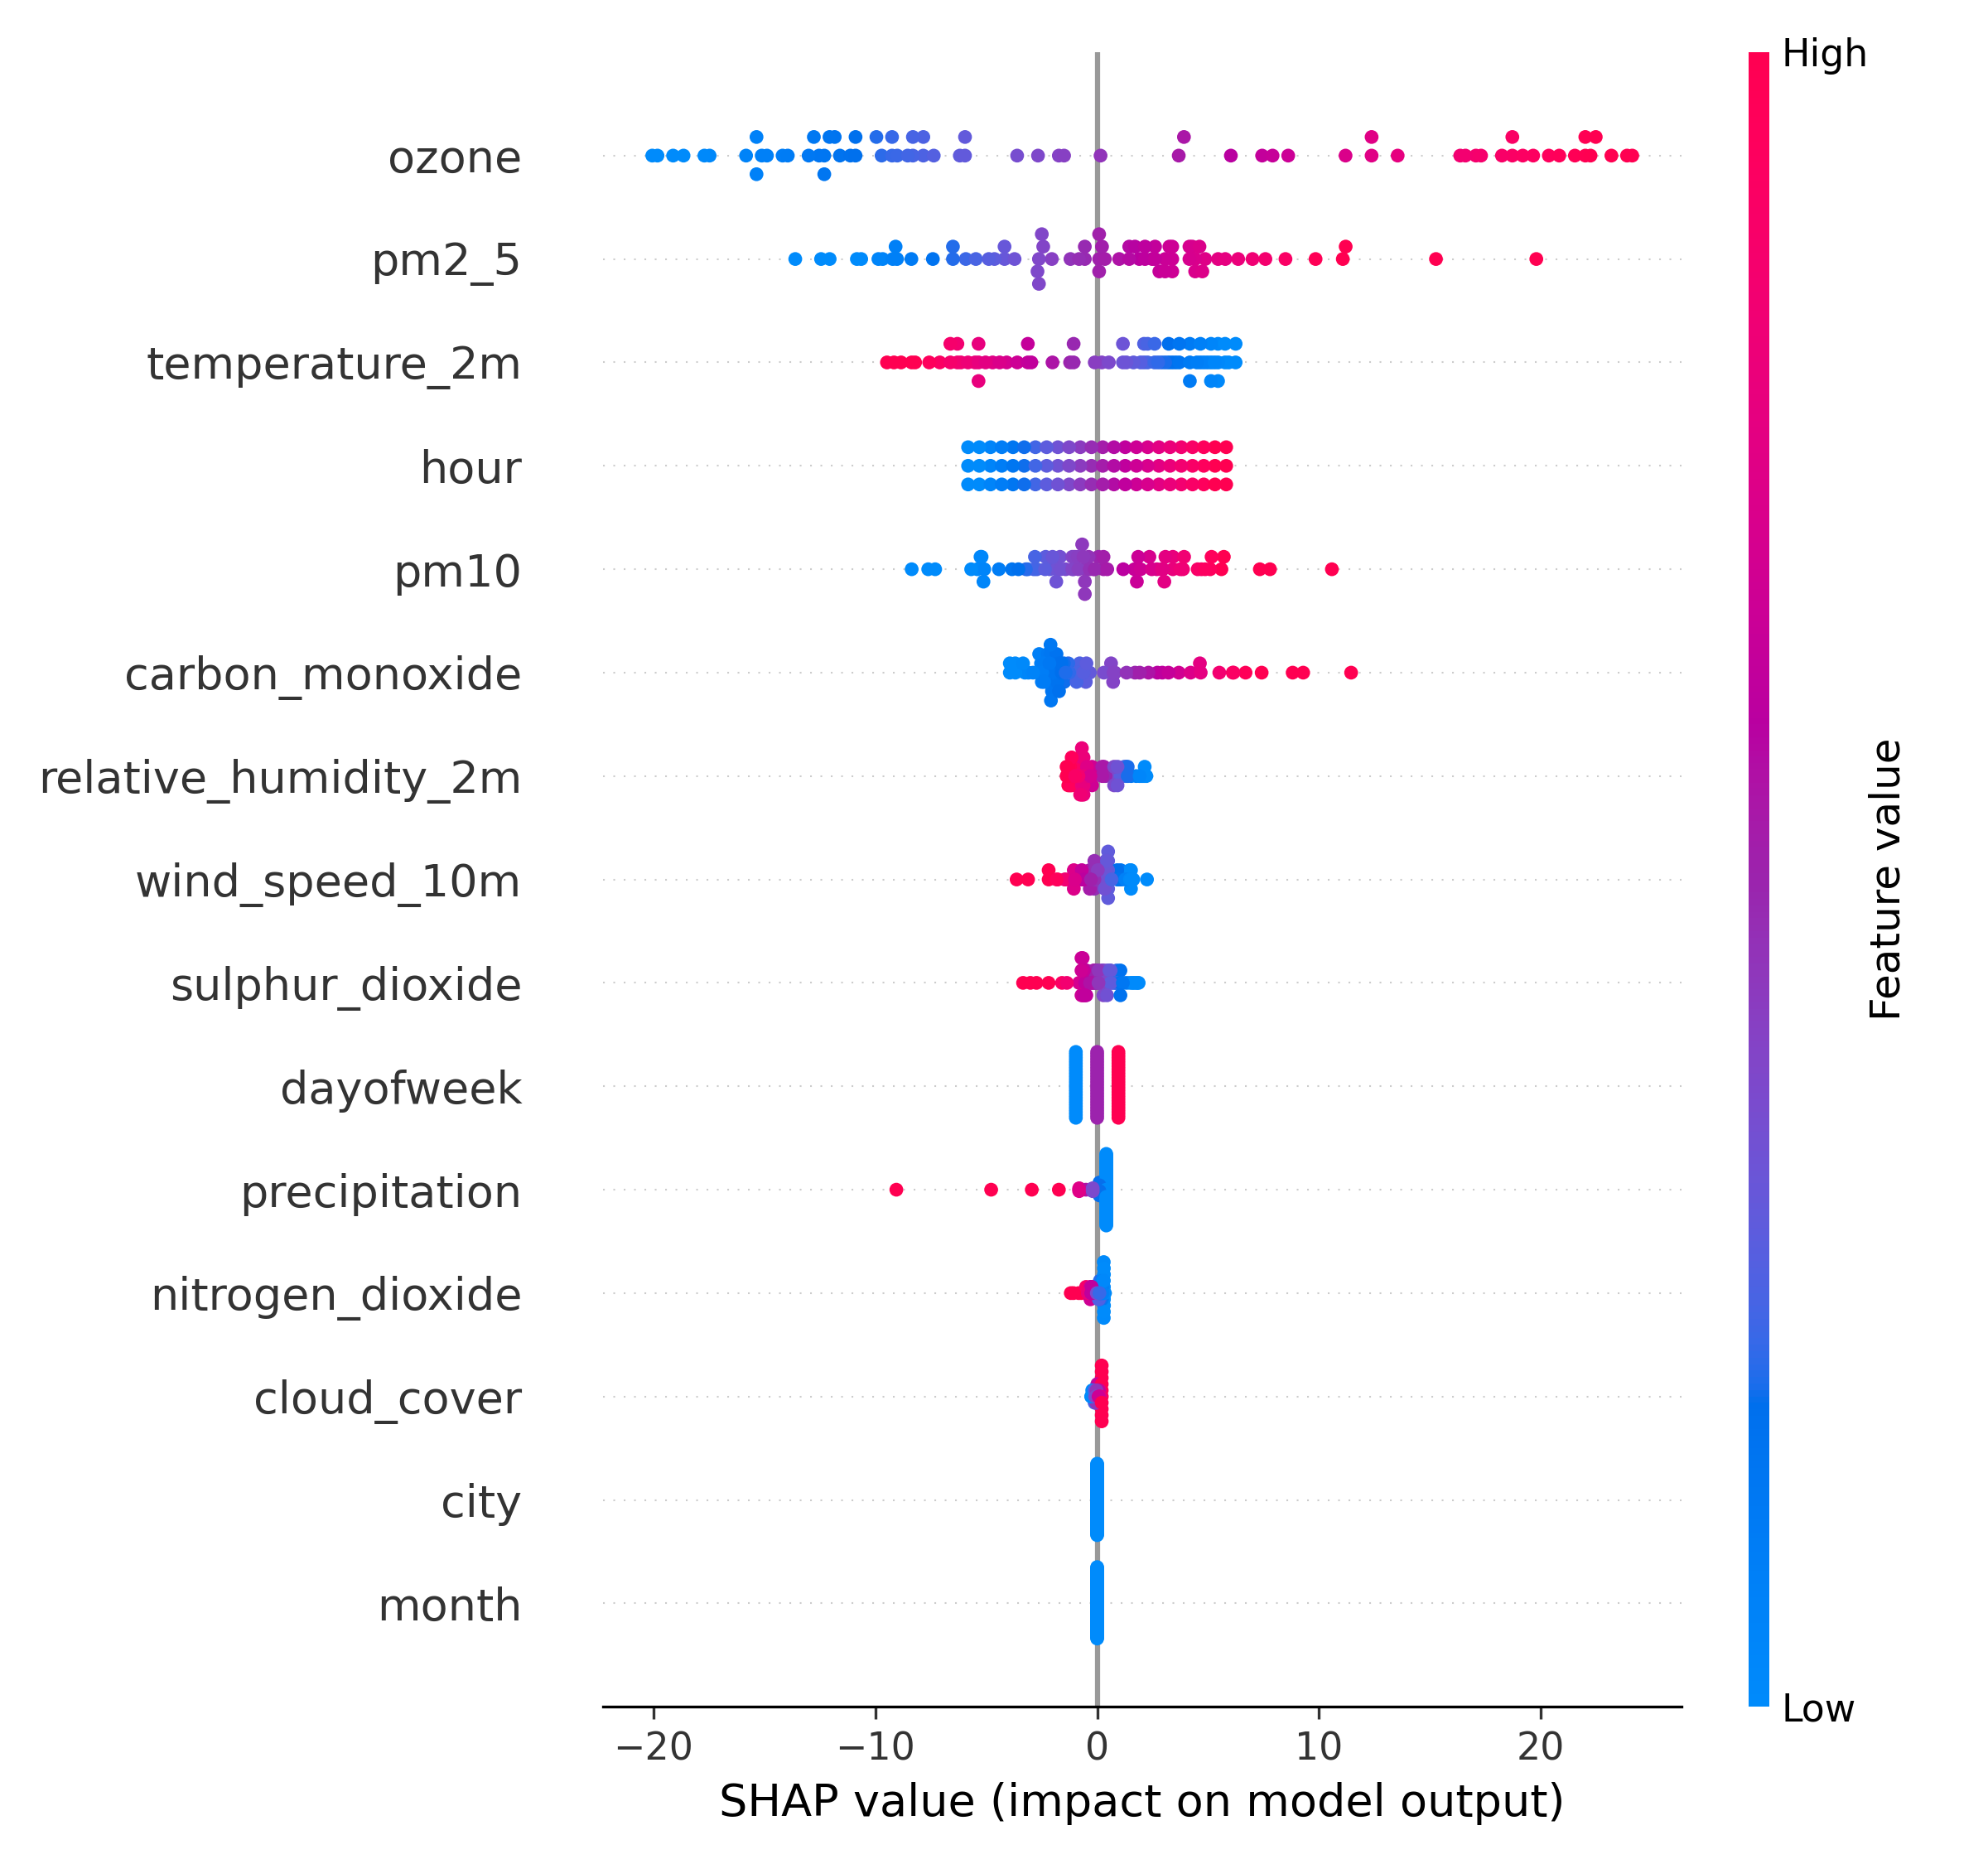 High
ozone
pm2_5
temperature_2m
hour
pm10
carbon_monoxide
relative_humidity_2m
wind_speed_10m
sulphur_dioxide
dayofweek
precipitation
nitrogen_dioxide
cloud_cover
city
month
Feature value
Low
−20 −10 0 10 20
SHAP value (impact on model output)